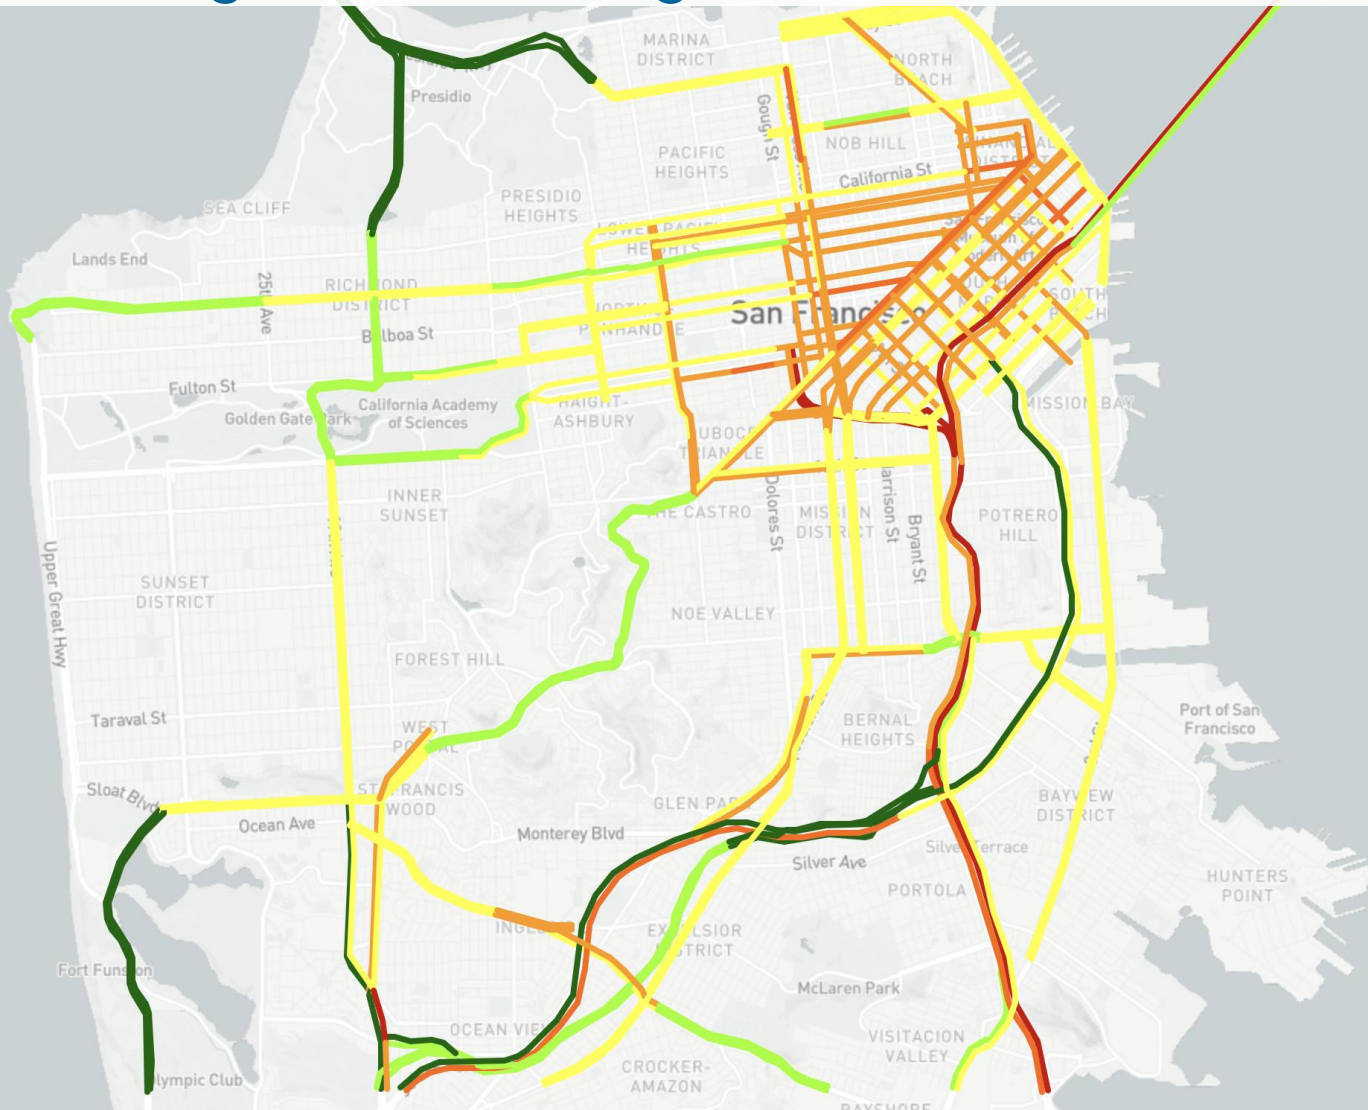 MARINA
DISTRICT
NORTH
BEACH
Presidio
Gough St
NOB HILL
PACIFIC
HEIGHTS
California St
PRESIDIO
HEIGHTS
SEA CLIFF
Lands End
25th Ave
RICHMOND
DISTRICT
Balboa St
San Francisco
SOUTH
Fulton St
Golden Gate Park
California Academy
of Sciences
HAIGHT-
ASHBURY
MISSION BAY
TRIANGLE
INNER
SUNSET
THE CASTRO
Dolores St
MISSION
DISTRICT
Harrison St
Bryant St
POTRERO
HILL
Upper Great Hwy
SUNSET
DISTRICT
NOE VALLEY
FOREST HILL
Taraval St
WEST
PORTAL
BERNAL
HEIGHTS
Port of San
Francisco
Sloat Blvd
ST. FRANCIS
WOOD
Ocean Ave
GLEN PARK
Monterey Blvd
BAYVIEW
DISTRICT
Silver Ave
Silver Terrace
PORTOLA
HUNTERS
POINT
EXCELSIOR
DISTRICT
Fort Funston
McLaren Park
OCEAN VIEW
VISITACION
VALLEY
CROCKER-
AMAZON
Olympic Club
BAYSHORE